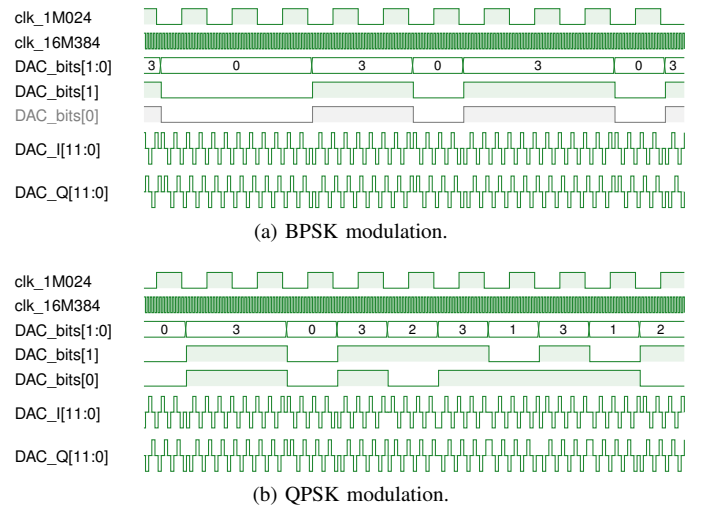 clk_1M024
clk_16M384
DAC_bits[1:0] 3 0 3 0 3 0 3
DAC_bits[1]
DAC_bits[0]
DAC_I[11:0]
DAC_Q[11:0]
(a) BPSK modulation.
clk_1M024
clk_16M384
DAC_bits[1:0] 0 3 0 3 2 3 1 3 1 2
DAC_bits[1]
DAC_bits[0]
DAC_I[11:0]
DAC_Q[11:0]
(b) QPSK modulation.